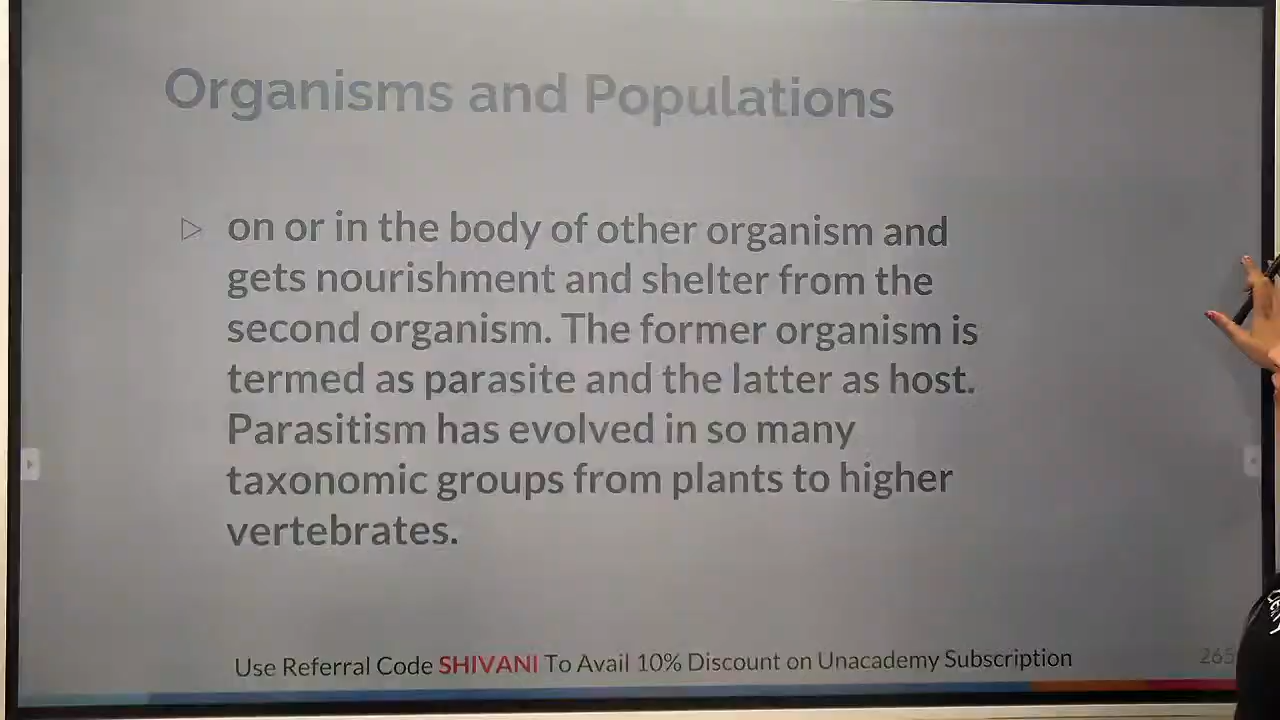 Organisms and Populations
on or in the body of other organism and
gets nourishment and shelter from the
second organism. The former organism is
termed as parasite and the latter as host.
Parasitism has evolved in so many
taxonomic groups from plants to higher
vertebrates.
Use Referral Code SHIVANI To Avail 10% Discount on Unacademy Subscription
265